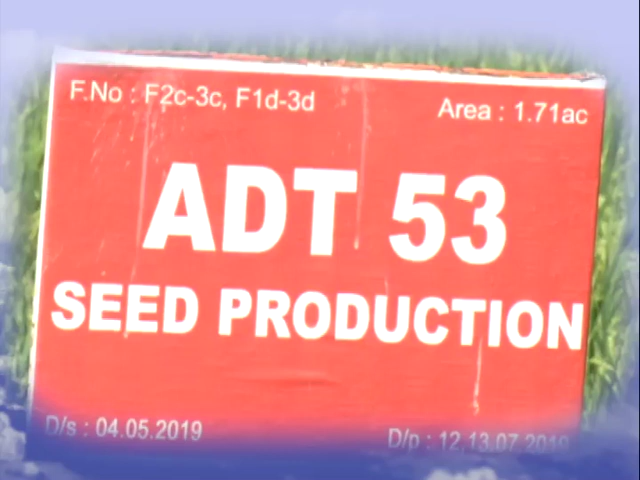 F.No : F2c-3c, F1d-3d
Area : 1.71ac
ADT 53
SEED PRODUCTION
D/s : 04.05.2019
D/p : 12,13.07.2019